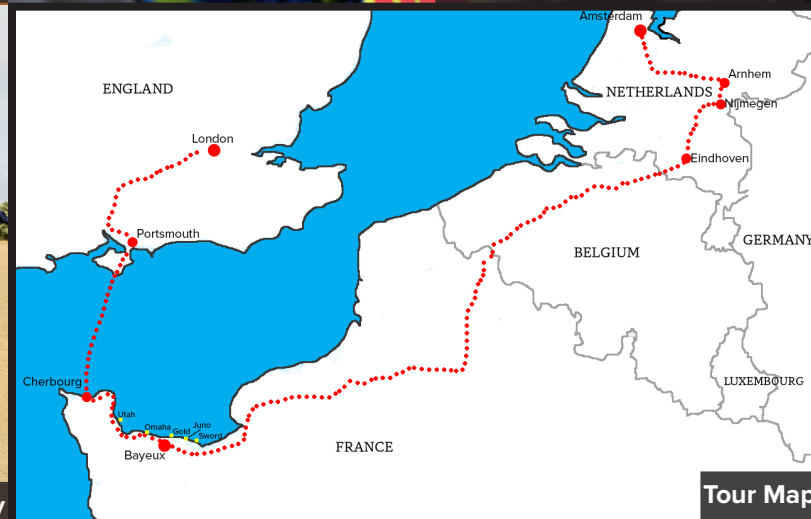 Amsterdam
ENGLAND
Arnhem
NETHERLANDS
Nijmegen
London
Eindhoven
Portsmouth
GERMANY
BELGIUM
Cherbourg
LUXEMBOURG
Utah
Omaha
Gold
Juno
Sword
Bayeux
FRANCE
Tour Map